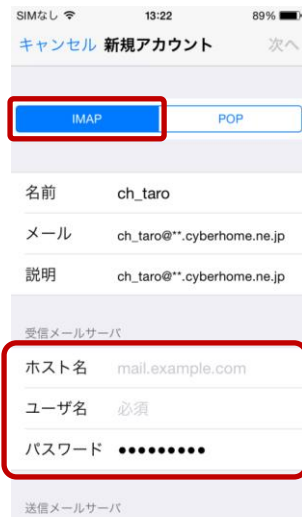 SIMなし 13:22 89%
キャンセル 新規アカウント 次へ
IMAP POP
名前 ch_taro
メール ch_taro@**.cyberhome.ne.jp
説明 ch_taro@**.cyberhome.ne.jp
受信メールサーバ
ホスト名 mail.example.com
ユーザ名 必須
パスワード ●●●●●●●●●
送信メールサーバ